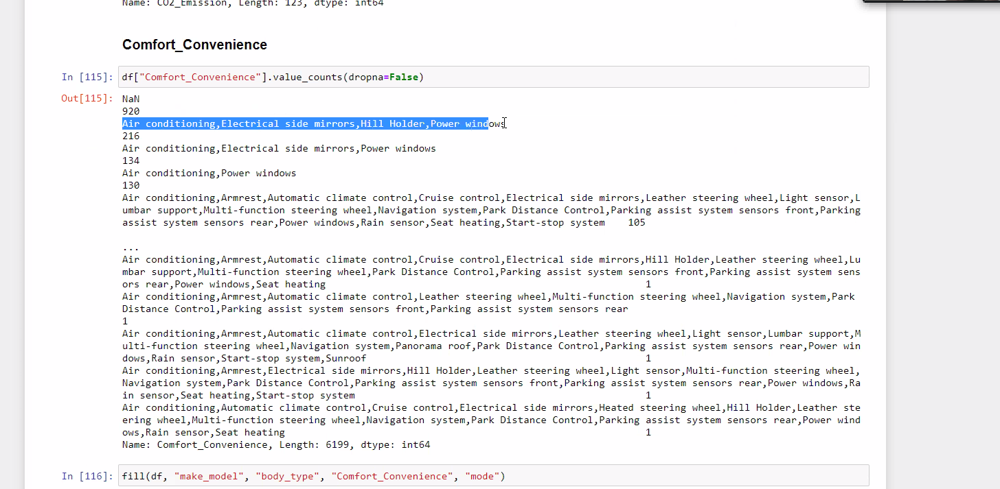 Name: CO2_Emission, Length: 123, dtype: int64
Comfort_Convenience
In [115]: df["Comfort_Convenience"].value_counts(dropna=False)
Out[115]: NaN
920
Air conditioning,Electrical side mirrors,Hill Holder,Power windows
216
Air conditioning,Electrical side mirrors,Power windows
134
Air conditioning,Power windows
130
Air conditioning,Armrest,Automatic climate control,Cruise control,Electrical side mirrors,Leather steering wheel,Light sensor,L
umbar support,Multi-function steering wheel,Navigation system,Park Distance Control,Parking assist system sensors front,Parking
assist system sensors rear,Power windows,Rain sensor,Seat heating,Start-stop system    105
...
Air conditioning,Armrest,Automatic climate control,Cruise control,Electrical side mirrors,Hill Holder,Leather steering wheel,Lu
mbar support,Multi-function steering wheel,Park Distance Control,Parking assist system sensors front,Parking assist system sens
ors rear,Power windows,Seat heating    1
Air conditioning,Armrest,Automatic climate control,Leather steering wheel,Multi-function steering wheel,Navigation system,Park
Distance Control,Parking assist system sensors front,Parking assist system sensors rear
1
Air conditioning,Armrest,Automatic climate control,Electrical side mirrors,Leather steering wheel,Light sensor,Lumbar support,M
ulti-function steering wheel,Navigation system,Panorama roof,Park Distance Control,Parking assist system sensors rear,Power win
dows,Rain sensor,Start-stop system,Sunroof    1
Air conditioning,Armrest,Electrical side mirrors,Hill Holder,Leather steering wheel,Light sensor,Multi-function steering wheel,
Navigation system,Park Distance Control,Parking assist system sensors front,Parking assist system sensors rear,Power windows,Ra
in sensor,Seat heating,Start-stop system    1
Air conditioning,Automatic climate control,Cruise control,Electrical side mirrors,Heated steering wheel,Hill Holder,Leather ste
ering wheel,Multi-function steering wheel,Navigation system,Park Distance Control,Parking assist system sensors rear,Power wind
ows,Rain sensor,Seat heating    1
Name: Comfort_Convenience, Length: 6199, dtype: int64
In [116]: fill(df, "make_model", "body_type", "Comfort_Convenience", "mode")